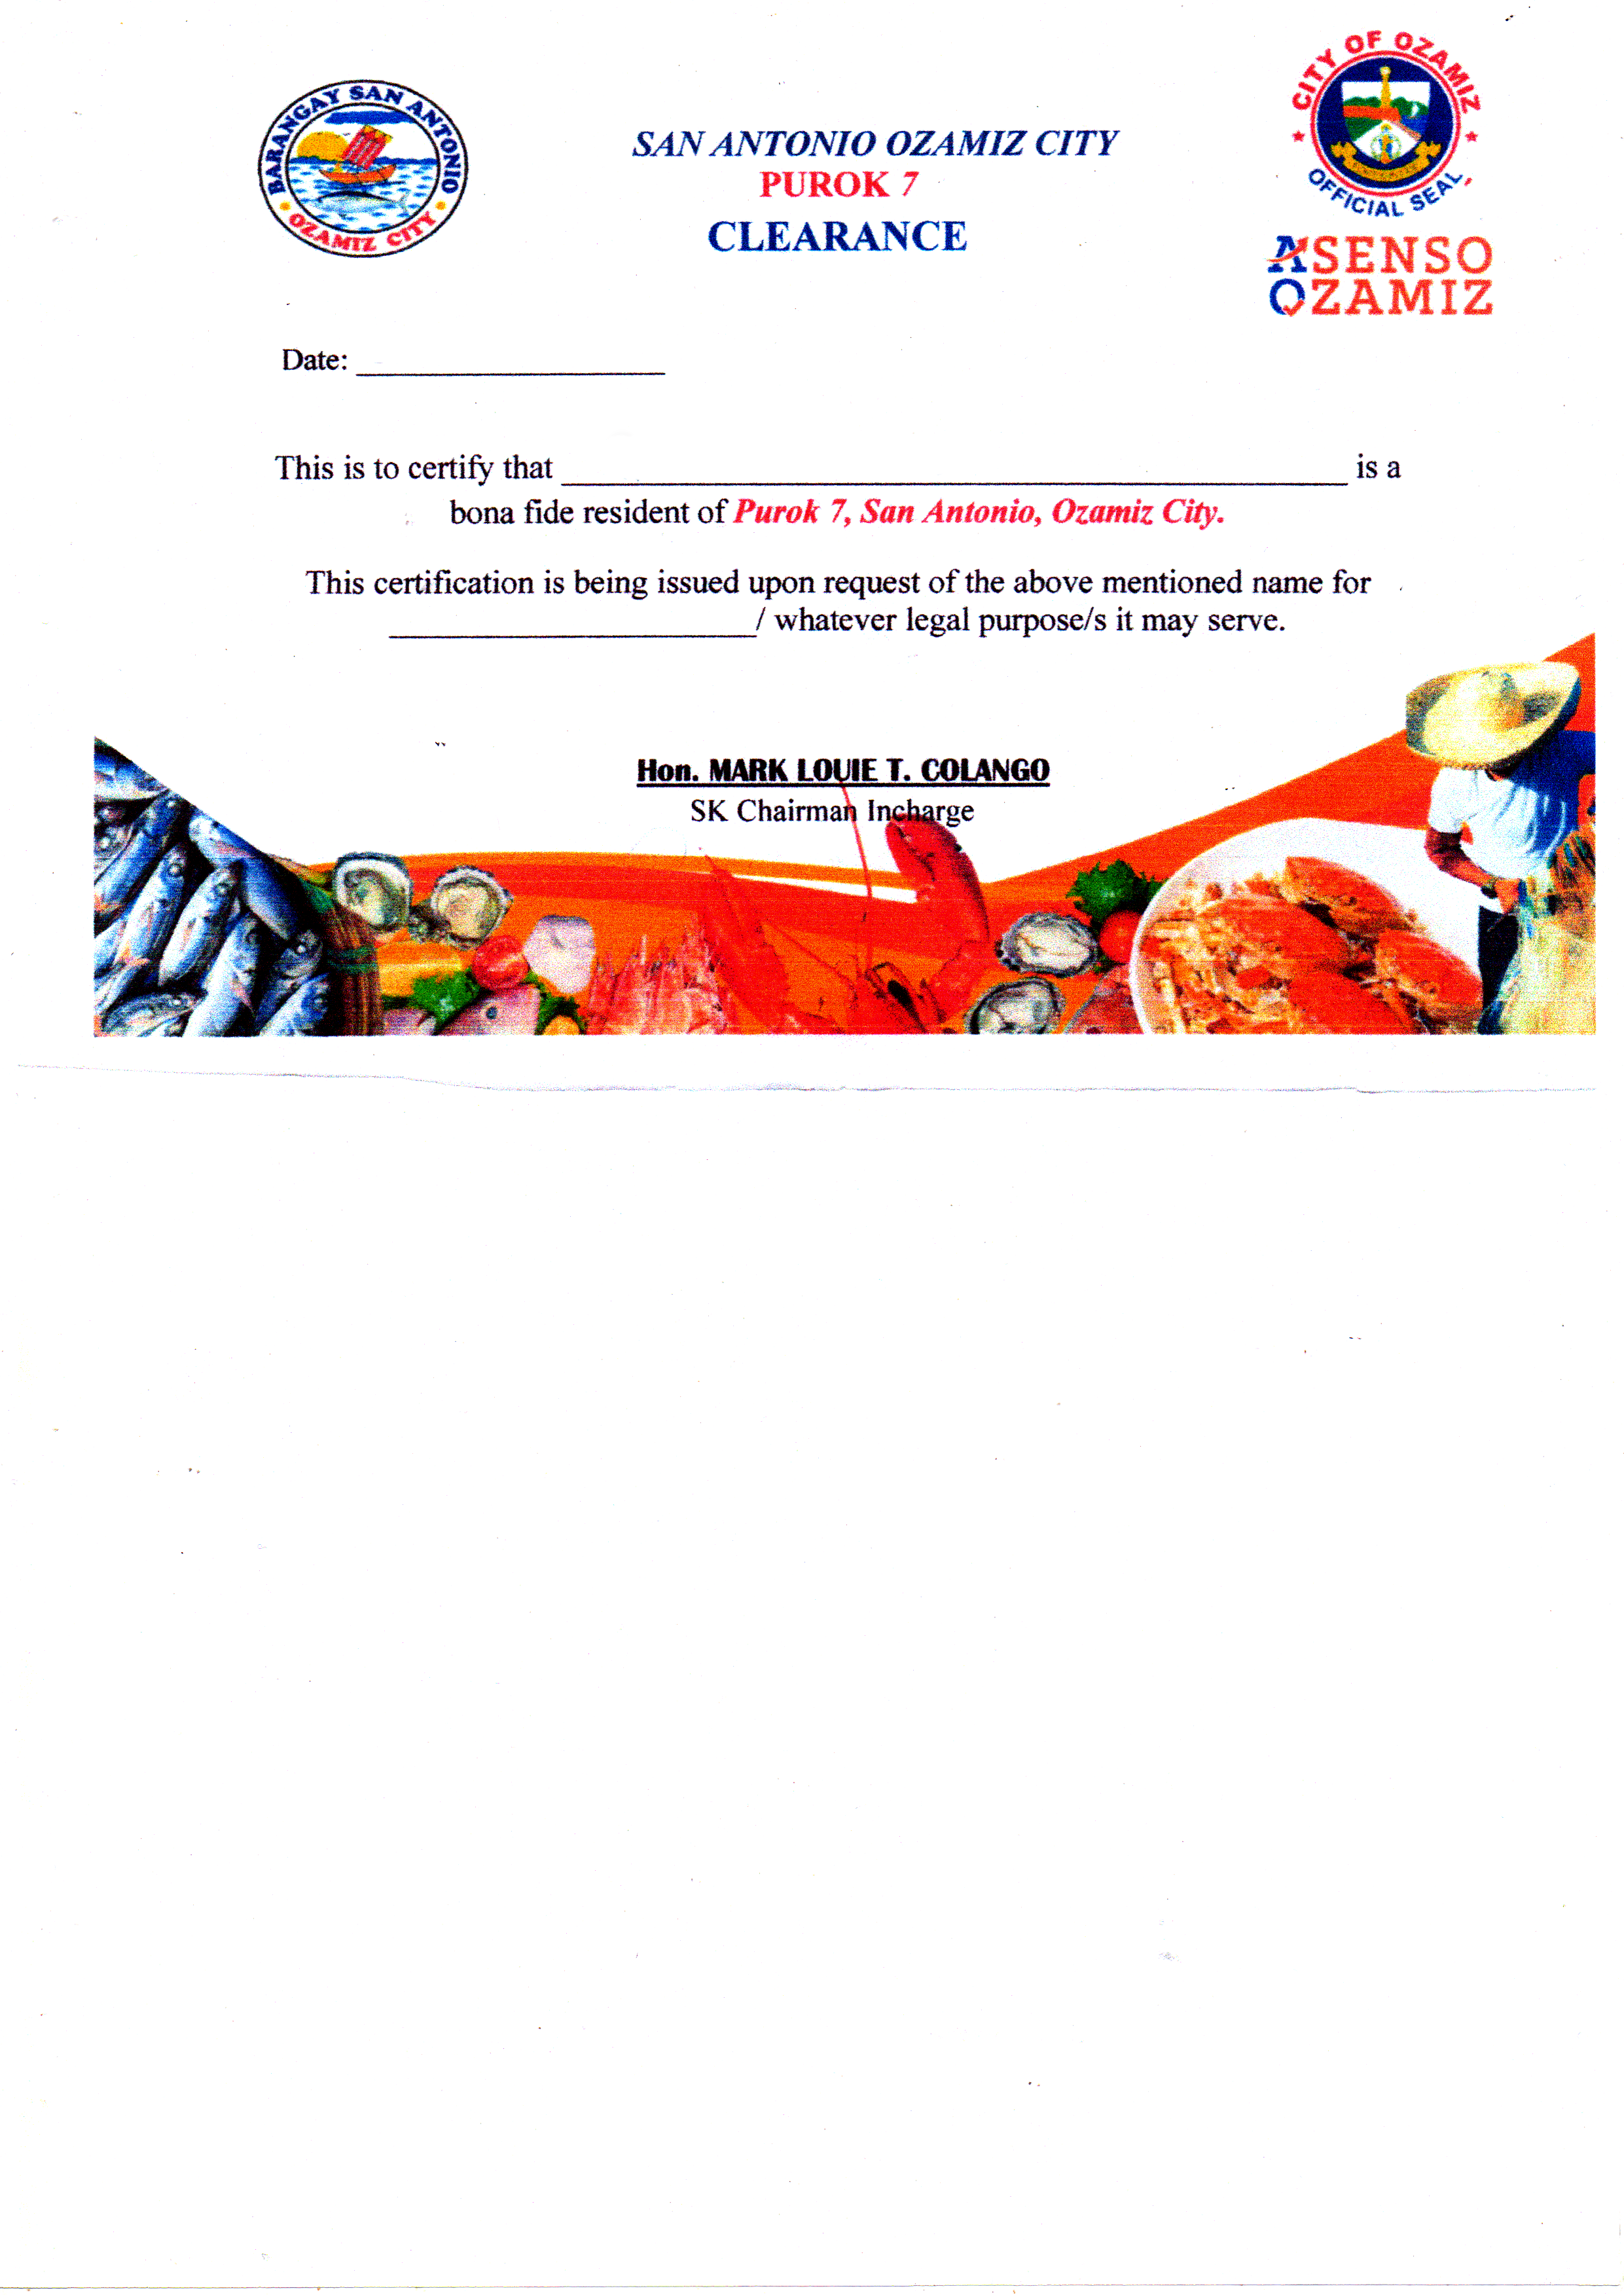 BARANGAY SAN ANTONIO
OZAMIZ CITY
SAN ANTONIO OZAMIZ CITY
PUROK 7
CLEARANCE
CITY OF OZAMIZ
OFFICIAL SEAL
ASENSO
OZAMIZ
Date: ____________________
This is to certify that ____________________ is a
bona fide resident of Purok 7, San Antonio, Ozamiz City.
This certification is being issued upon request of the above mentioned name for
____________________/ whatever legal purpose/s it may serve.
Hon. MARK LOUIE T. COLANGO
SK Chairman Incharge